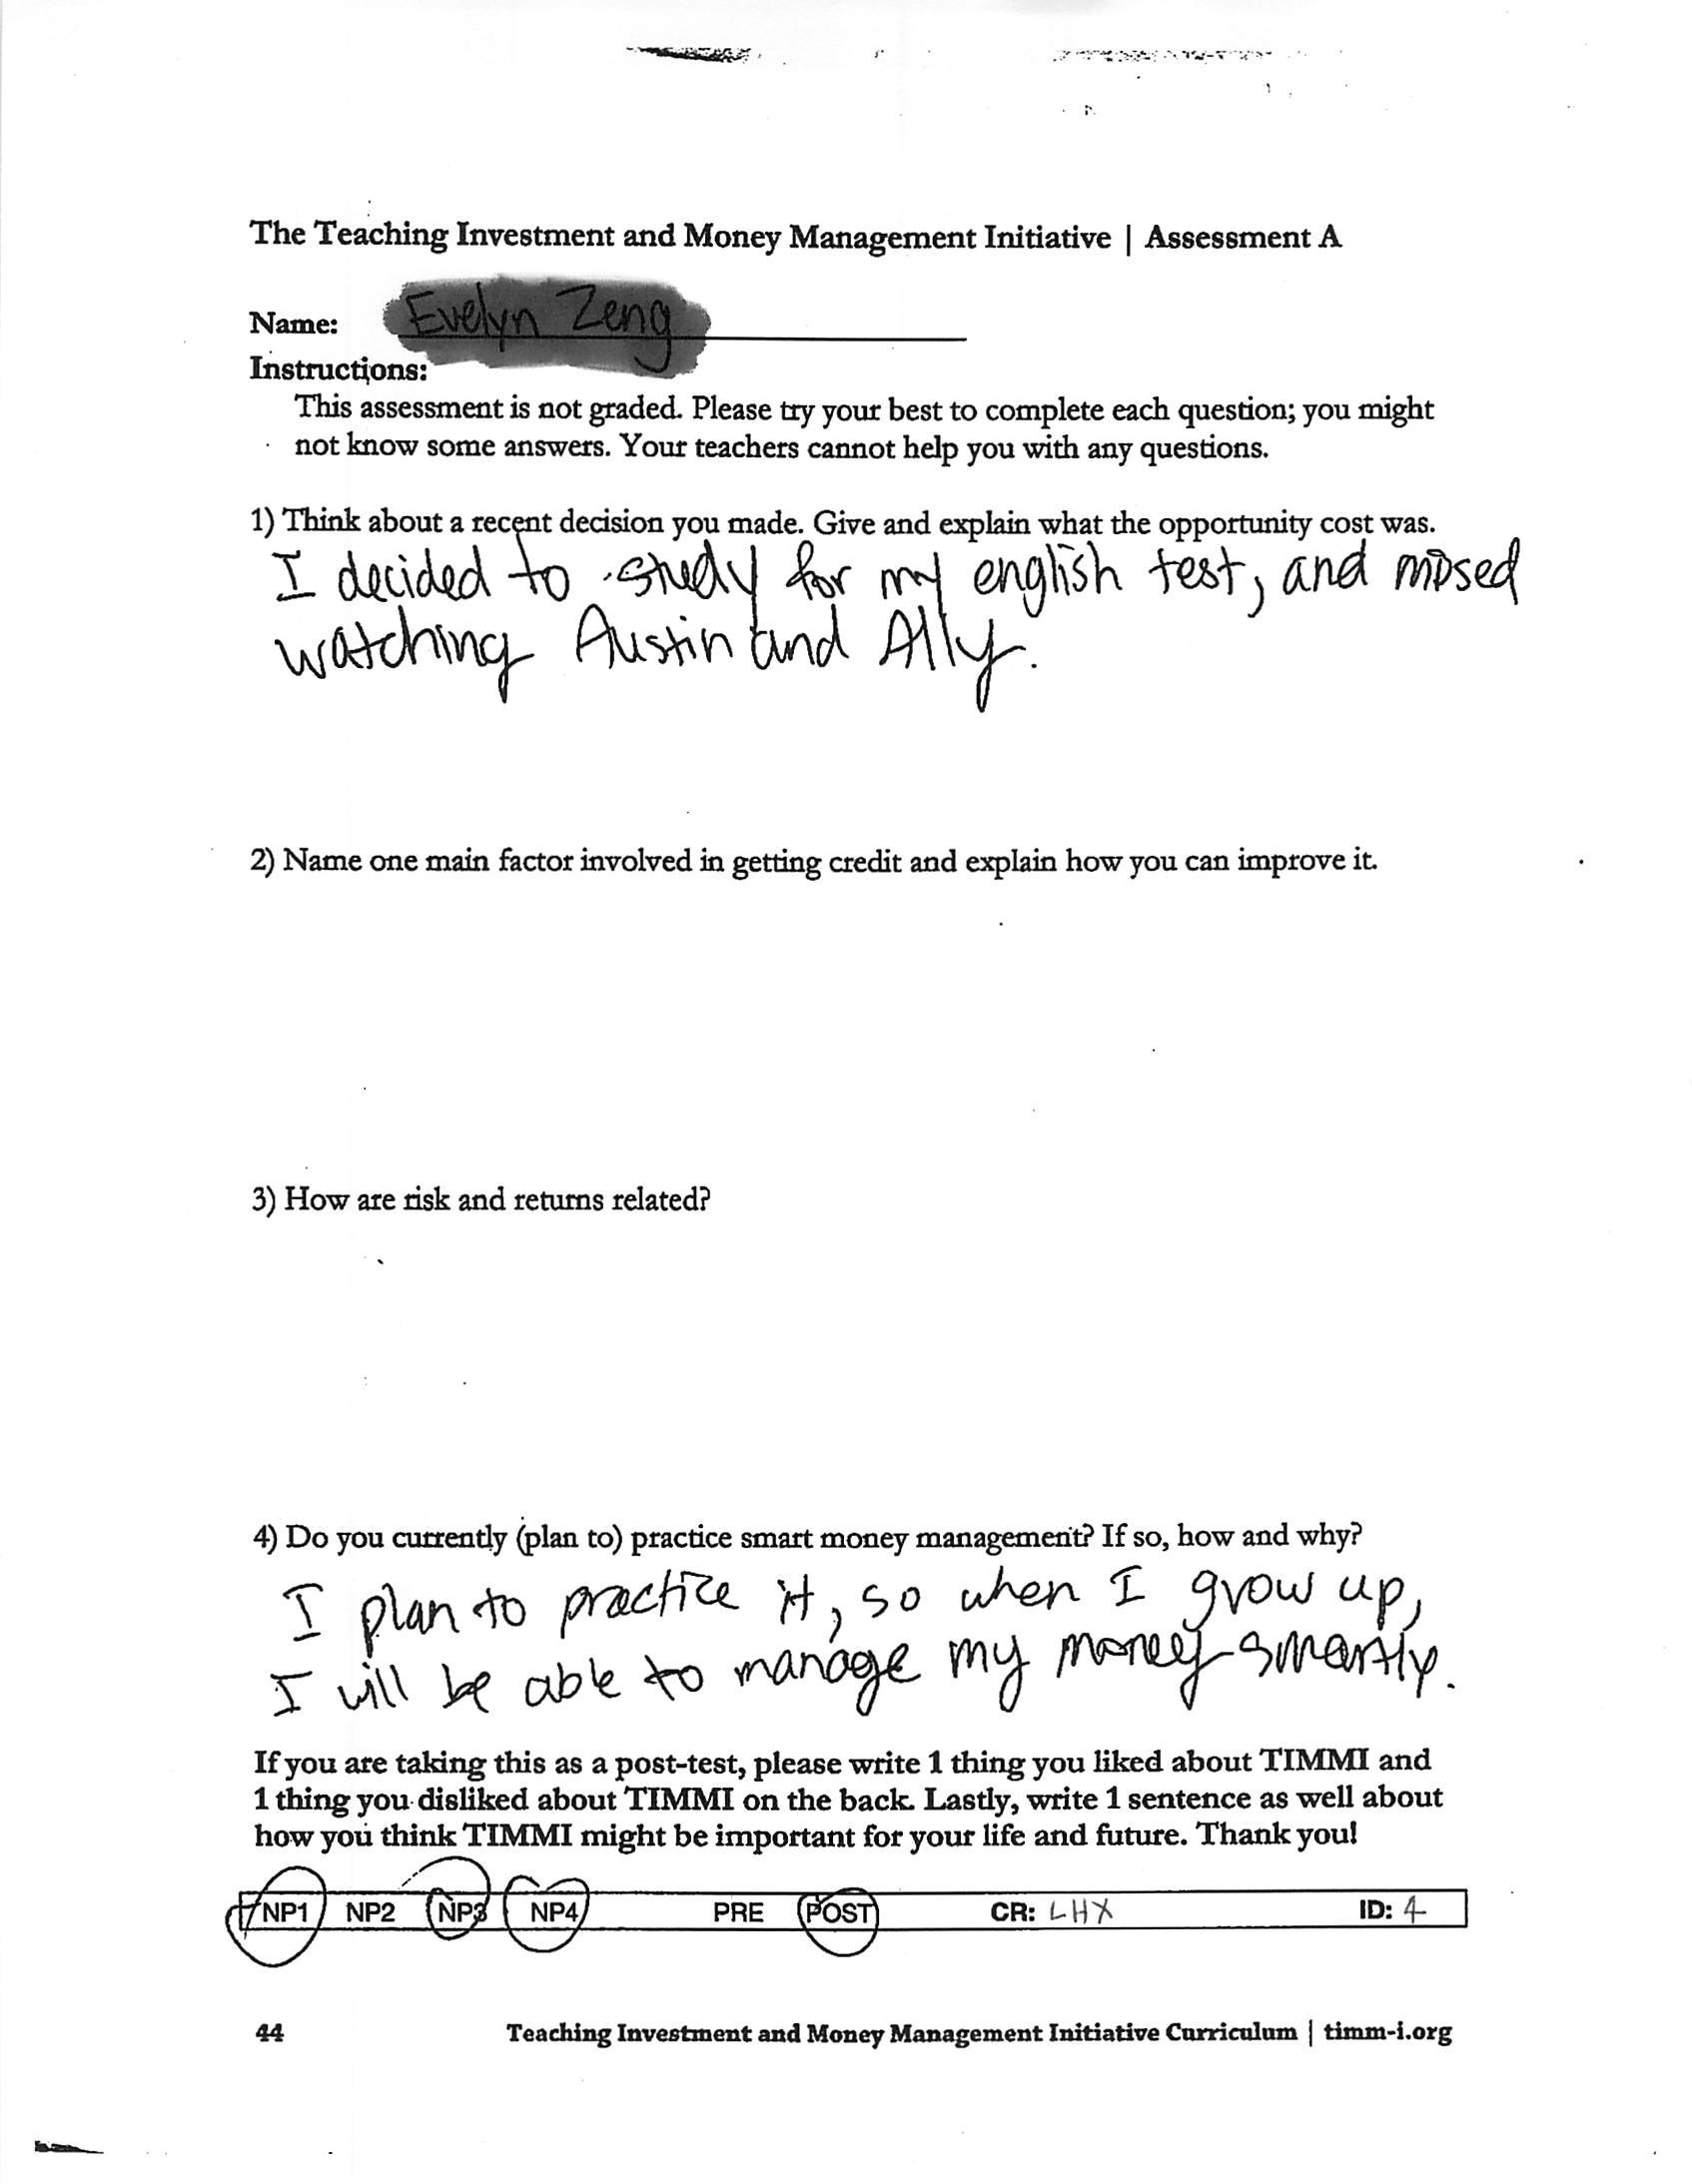 The Teaching Investment and Money Management Initiative | Assessment A
Name: Evelyn Zeng
Instructions:
This assessment is not graded. Please try your best to complete each question; you might
not know some answers. Your teachers cannot help you with any questions.
1) Think about a recent decision you made. Give and explain what the opportunity cost was.
I decided to study for my english test, and missed
watching Austin and Ally.
2) Name one main factor involved in getting credit and explain how you can improve it.
3) How are risk and returns related?
4) Do you currently (plan to) practice smart money management? If so, how and why?
I plan to practice it, so when I grow up,
I will be able to manage my money smartly.
If you are taking this as a post-test, please write 1 thing you liked about TIMMI and
1 thing you disliked about TIMMI on the back. Lastly, write 1 sentence as well about
how you think TIMMI might be important for your life and future. Thank you!
NP1 NP2 NP3 NP4 PRE POST CR: LHX ID: 4
44 Teaching Investment and Money Management Initiative Curriculum | timm-i.org